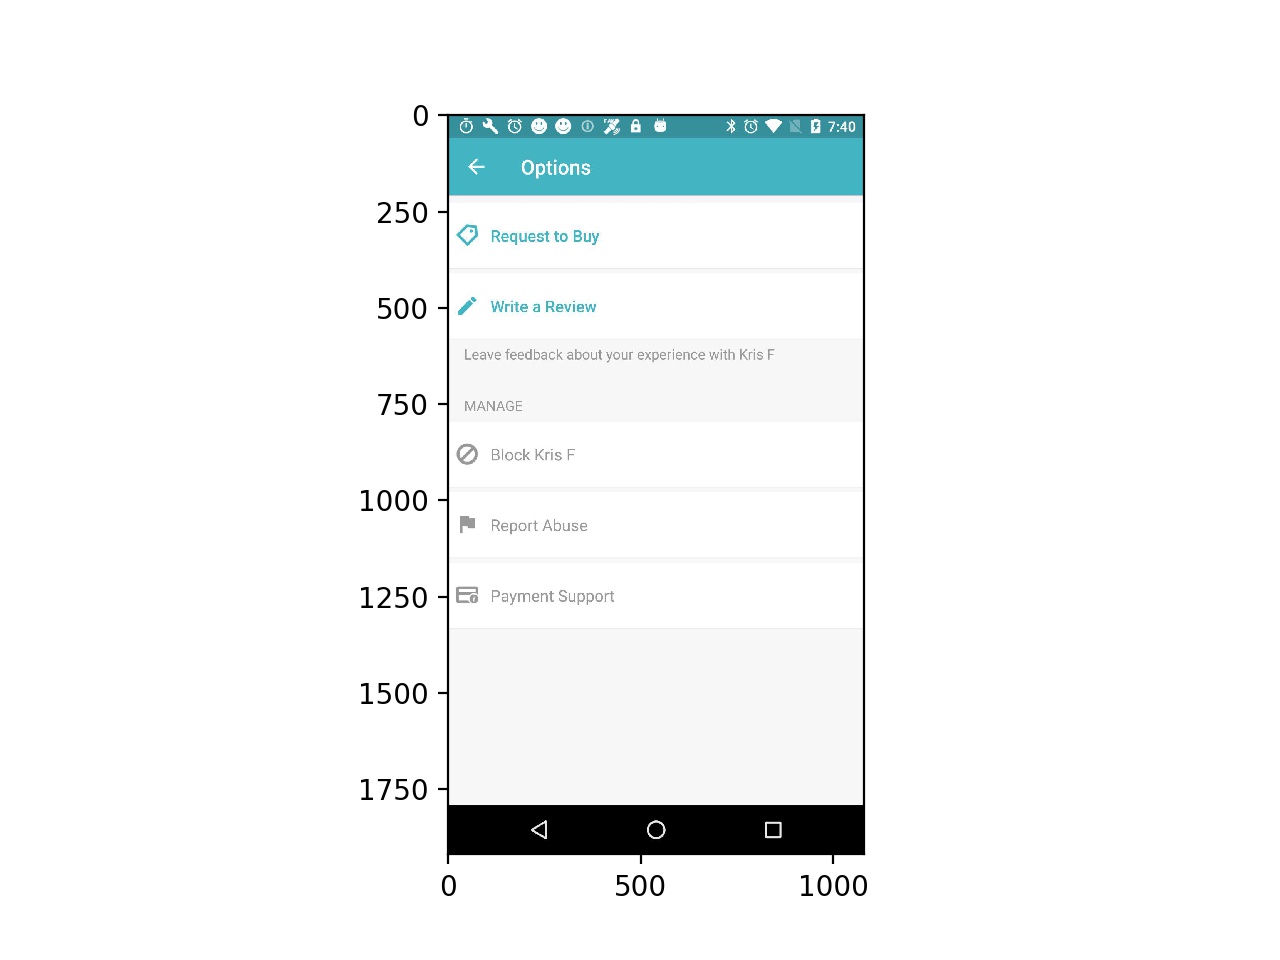 0
250
500
750
1000
1250
1500
1750
7:40
Options
Request to Buy
Write a Review
Leave feedback about your experience with Kris F
MANAGE
Block Kris F
Report Abuse
Payment Support
0
500
1000